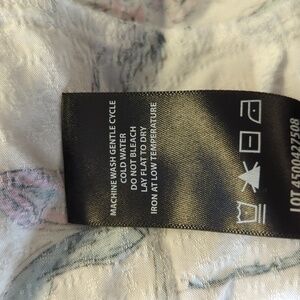 MACHINE WASH GENTLE CYCLE
COLD WATER
DO NOT BLEACH
LAY FLAT TO DRY
IRON AT LOW TEMPERATURE
LOT 4500427508